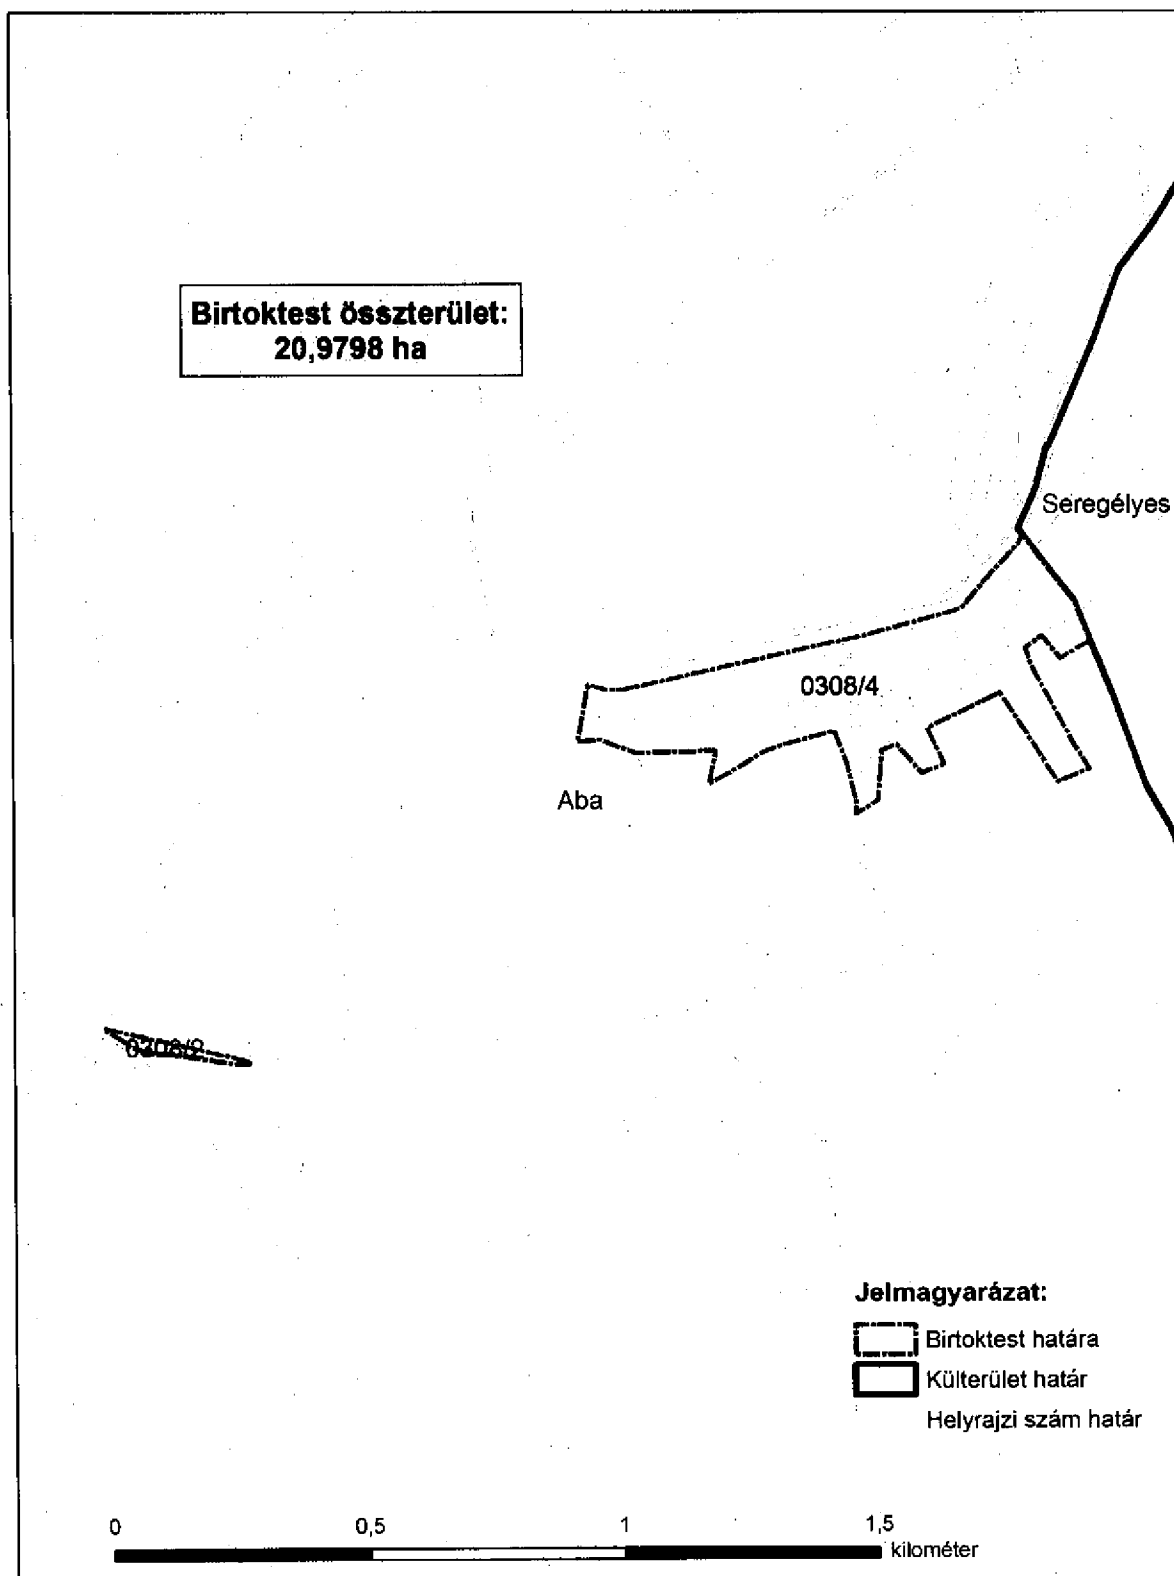 Birtoktest összterület:
20,9798 ha
Seregélyes
0308/4
Aba
Jelmagyarázat:
Birtoktest határa
Külterület határ
Helyrajzi szám határ
0 0,5 1 1,5
kilométer